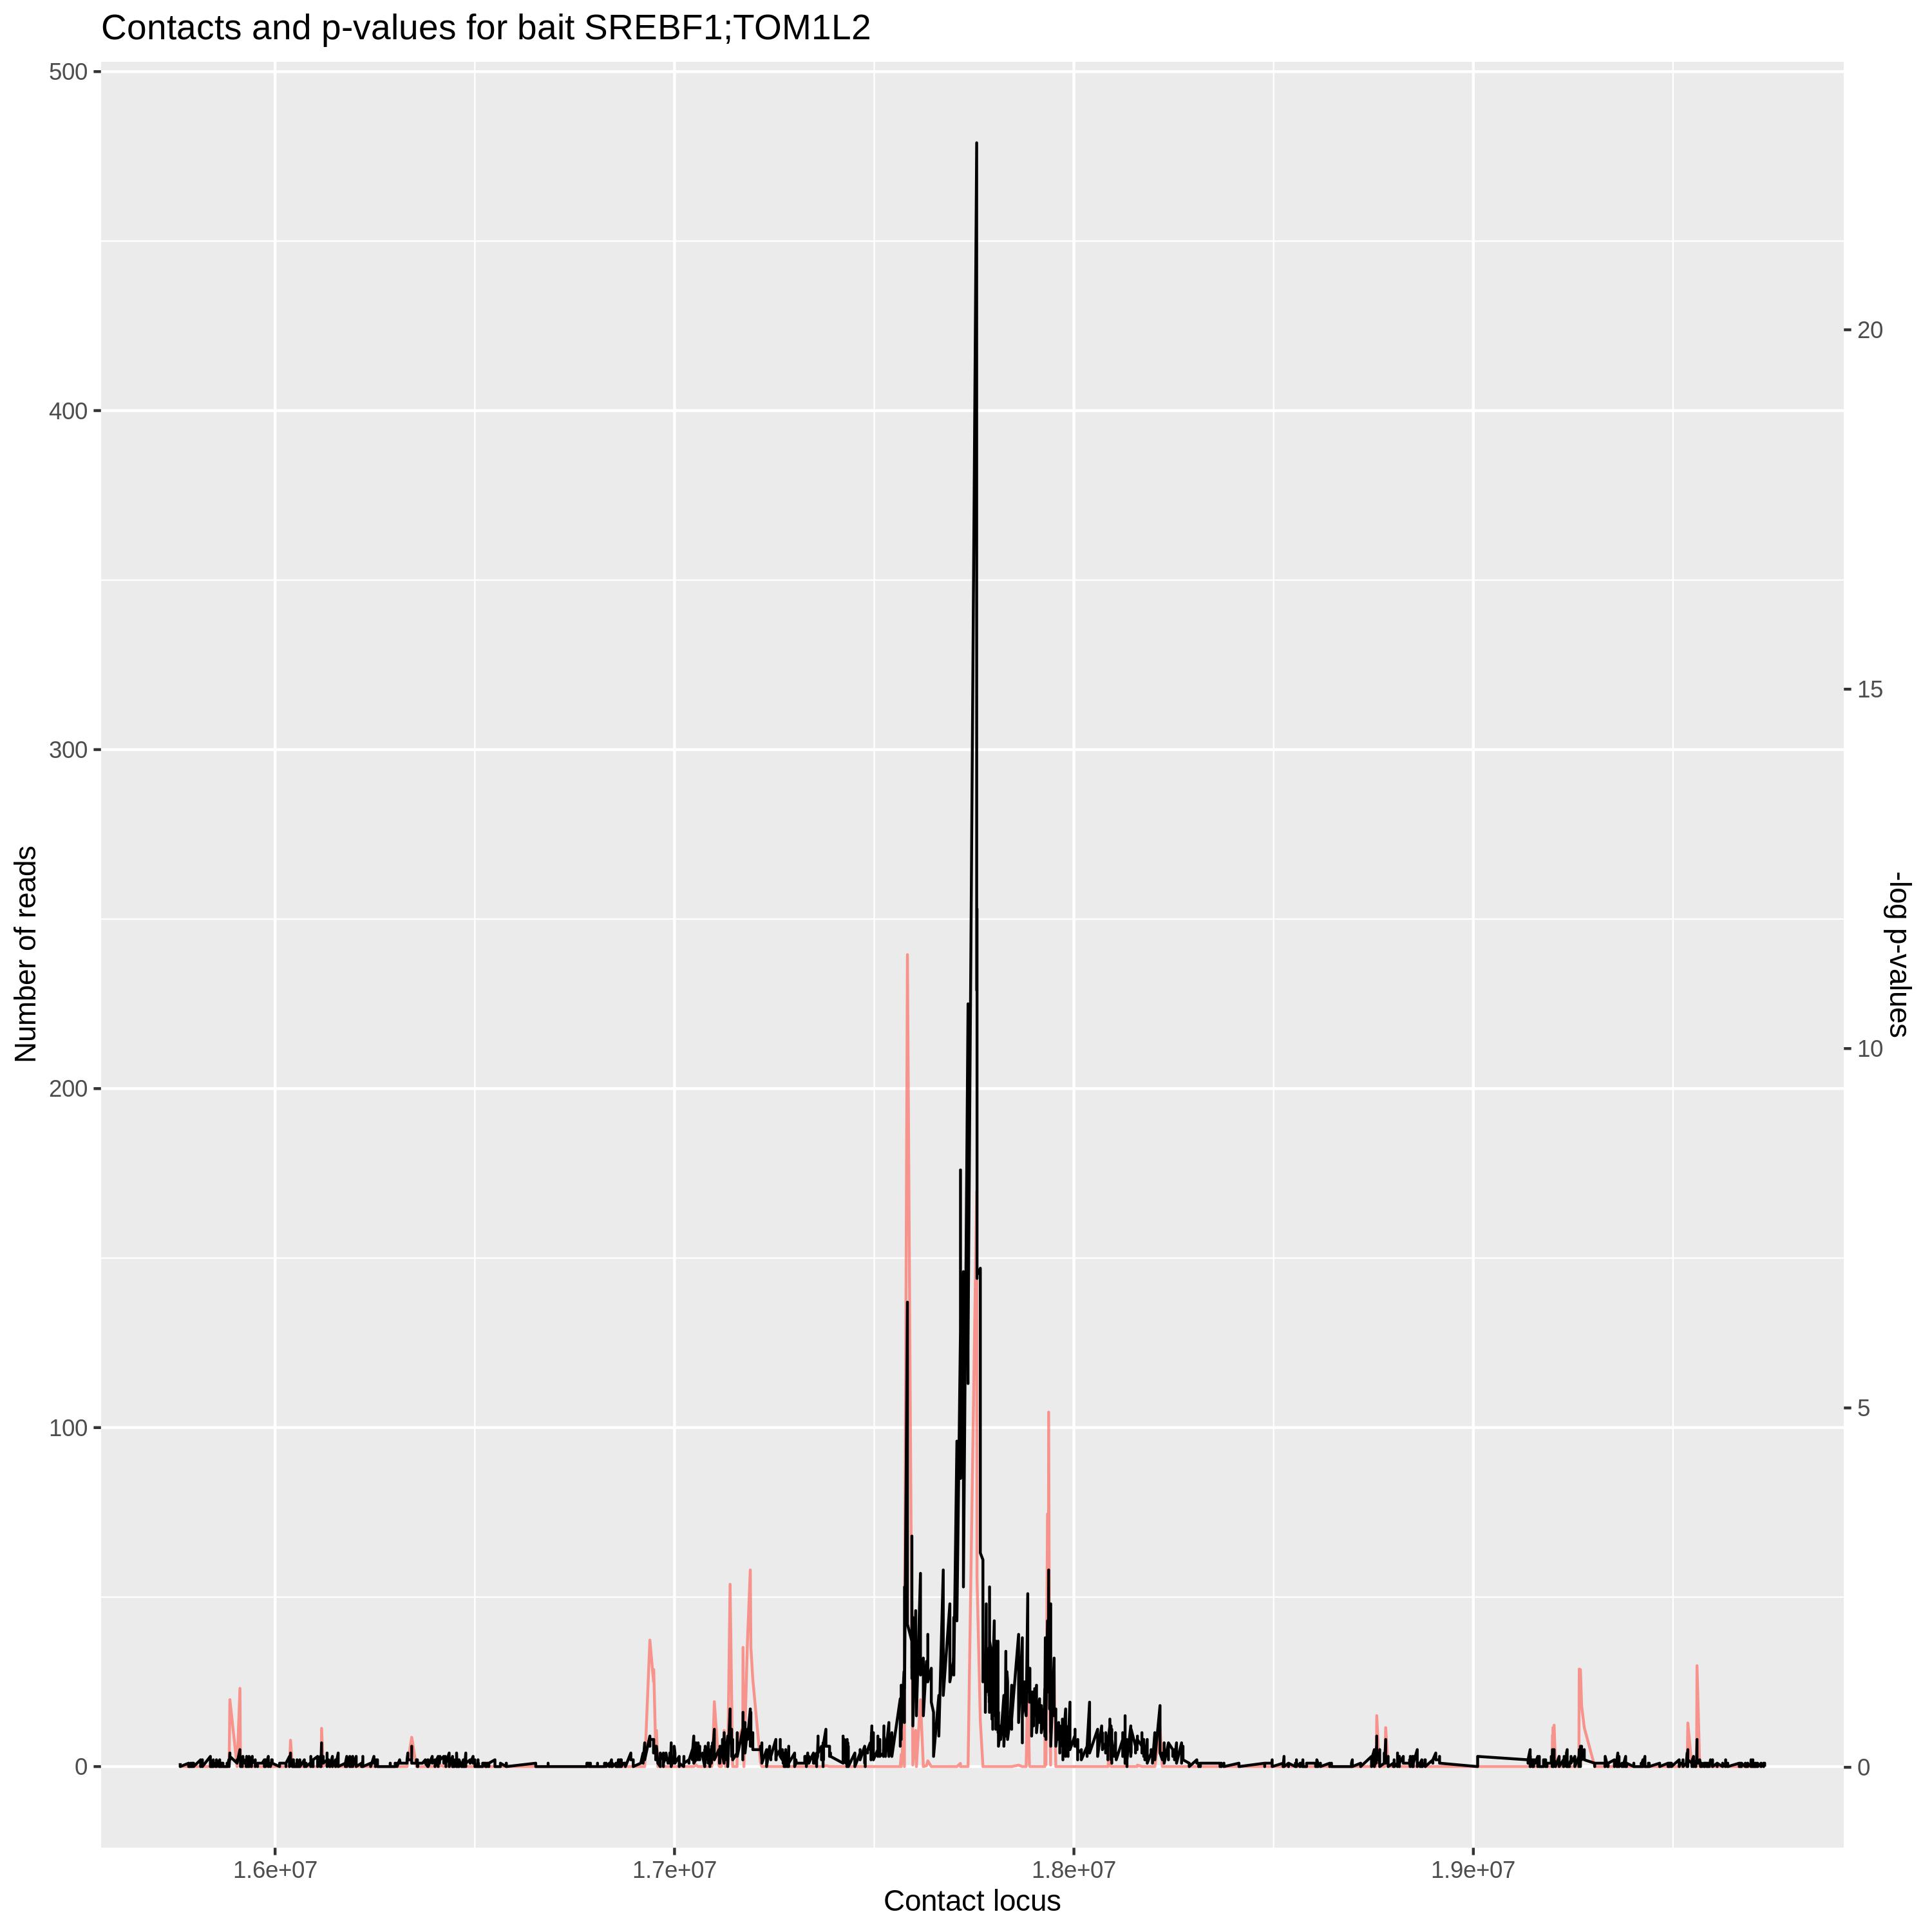 Contacts and p-values for bait SREBF1;TOM1L2
500
400
300
200
100
0
Number of reads
20
15
10
5
0
-log p-values
1.6e+07
1.7e+07
1.8e+07
1.9e+07
Contact locus